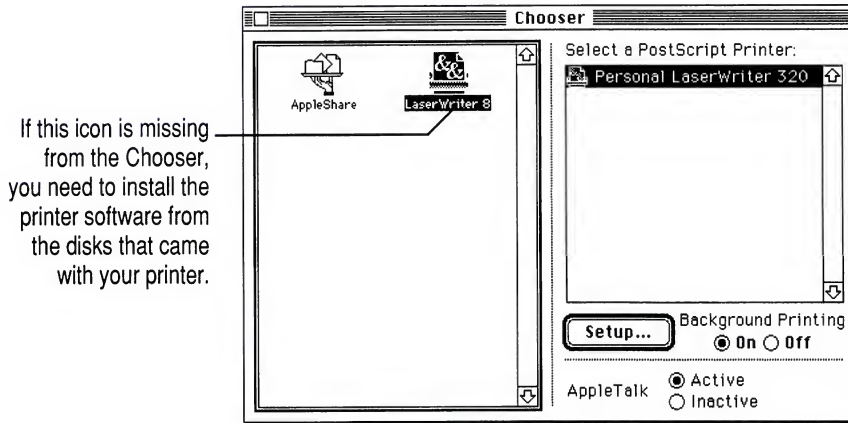 Chooser
AppleShare
LaserWriter 8
Select a PostScript Printer:
Personal LaserWriter 320
If this icon is missing
from the Chooser,
you need to install the
printer software from
the disks that came
with your printer.
Setup...
Background Printing
On Off
AppleTalk
Active
Inactive